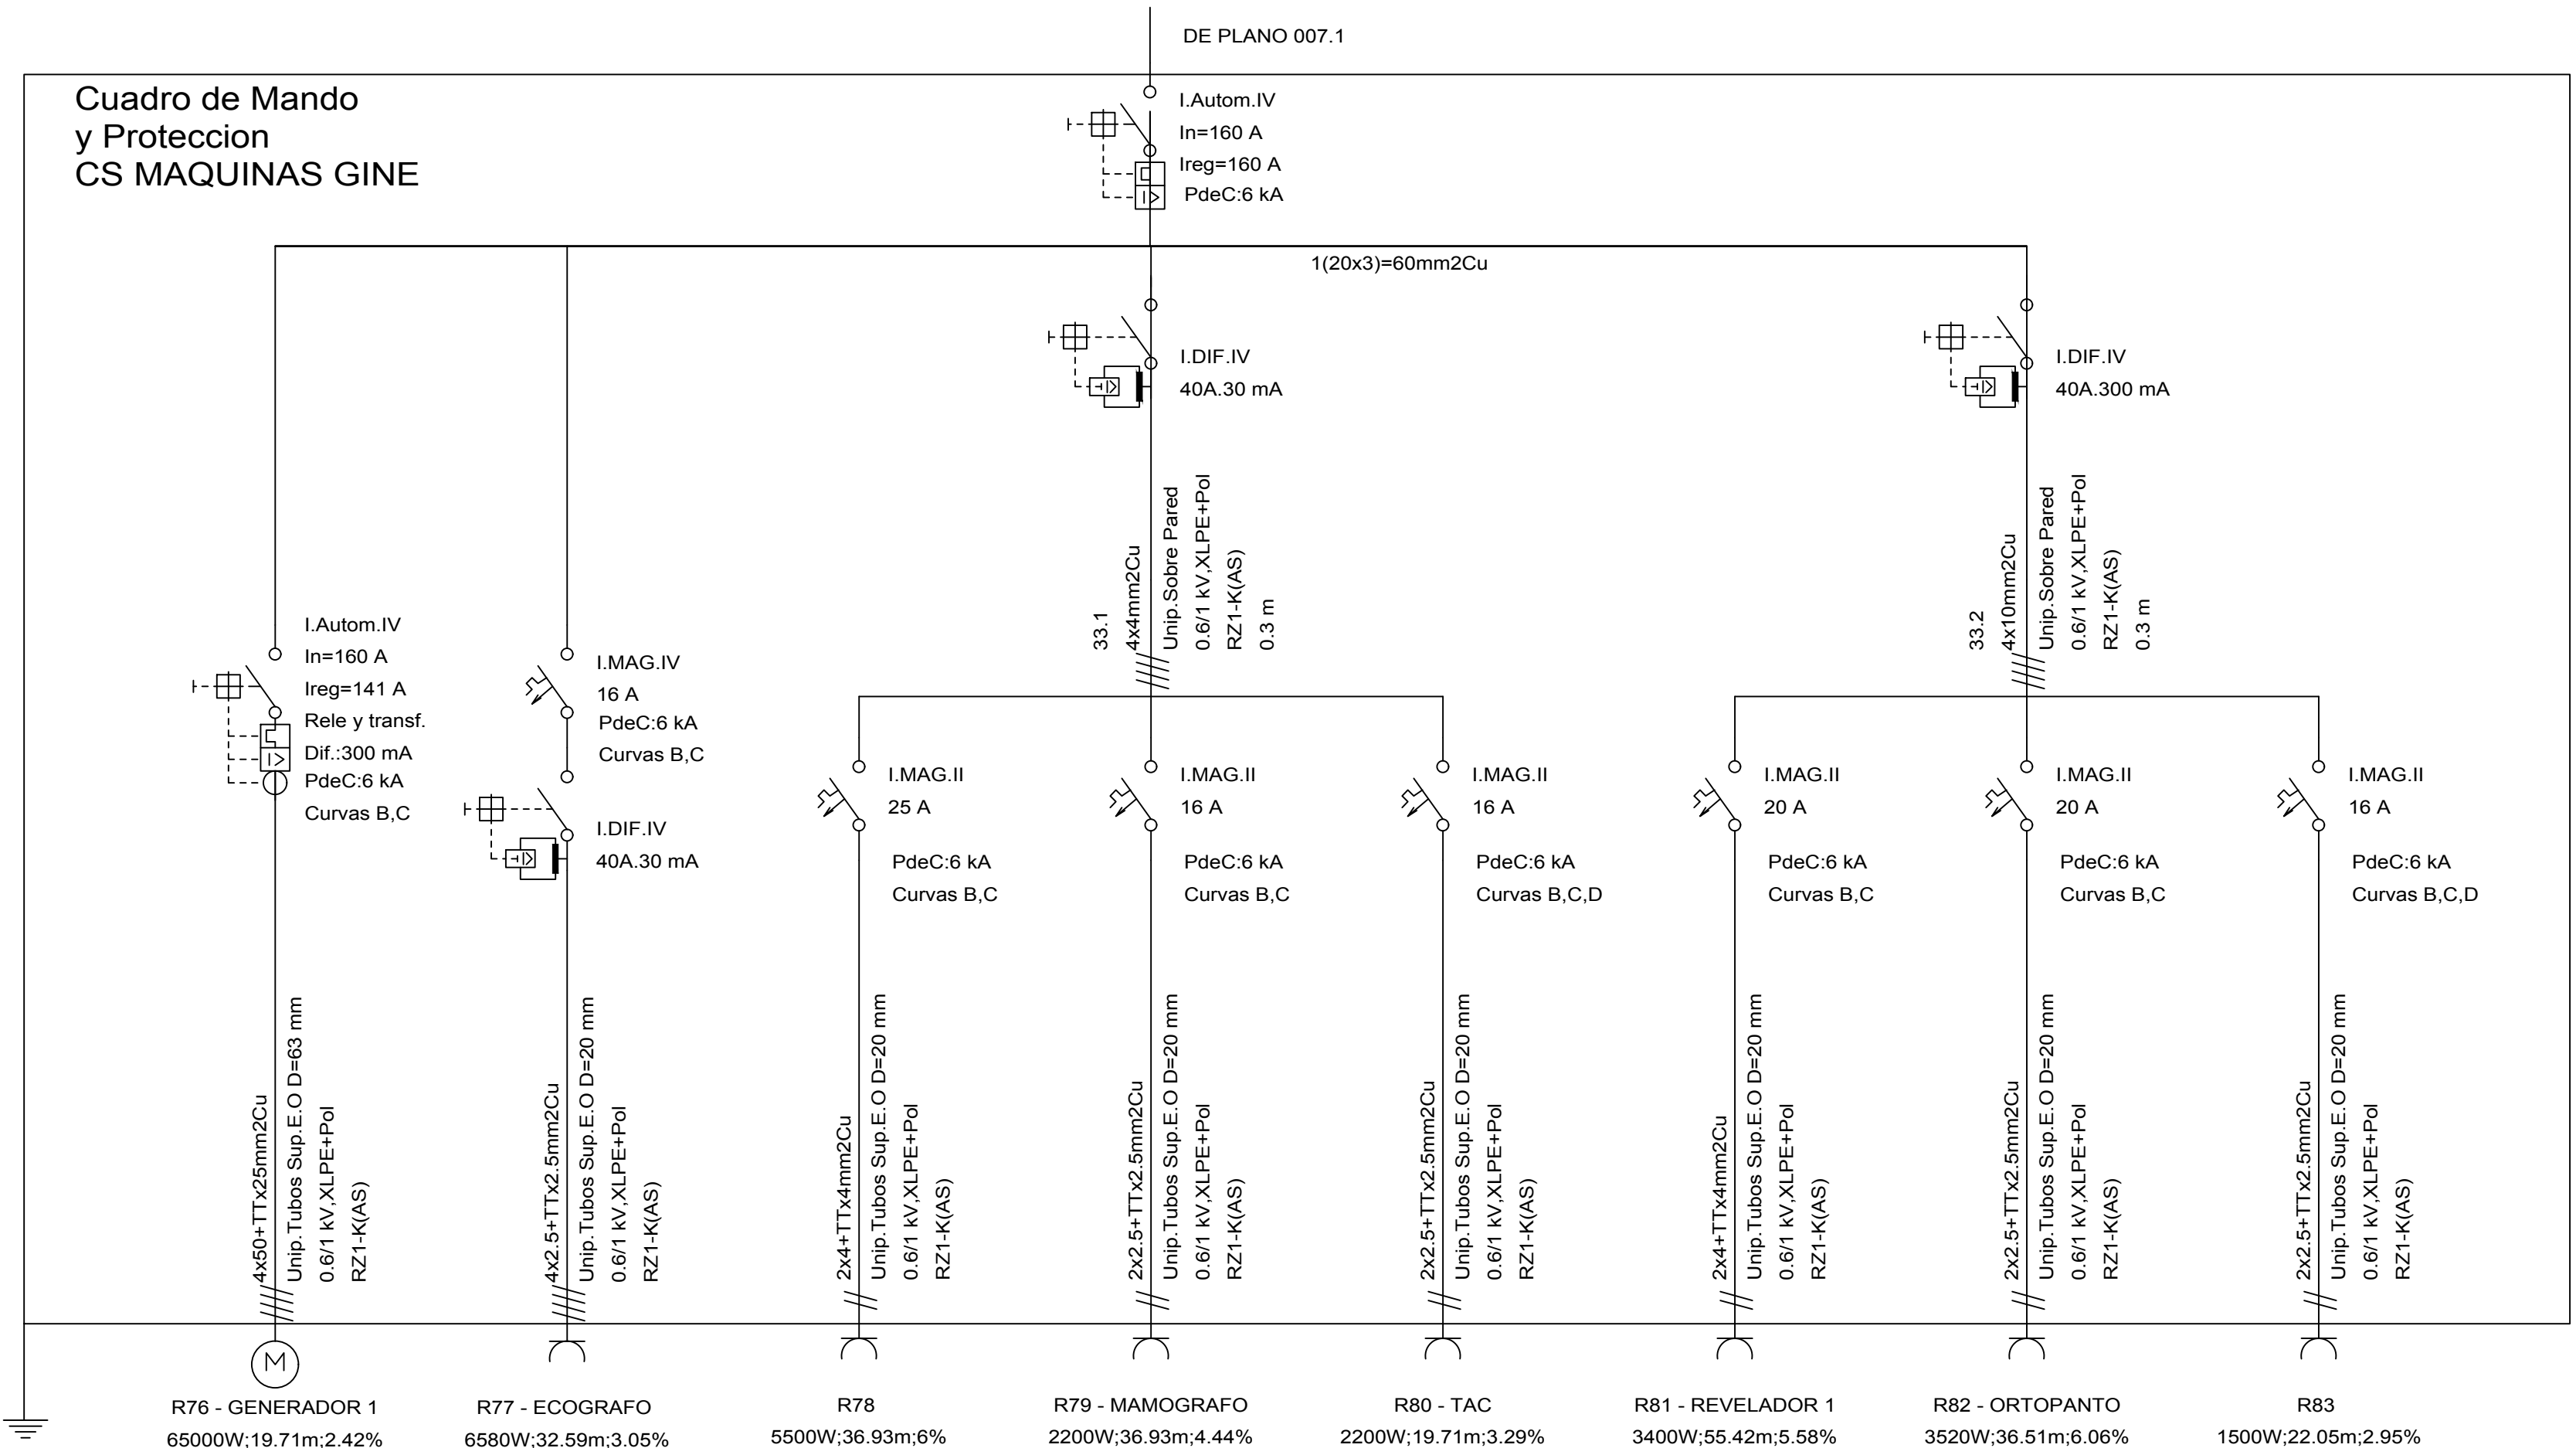 DE PLANO 007.1
Cuadro de Mando
y Proteccion
CS MAQUINAS GINE
I.Autom.IV
In=160 A
Ireg=160 A
PdeC:6 kA
1(20x3)=60mm2Cu
I.DIF.IV
40A.30 mA
I.DIF.IV
40A.300 mA
33.1
4x4mm2Cu
Unip.Sobre Pared
0.6/1 kV,XLPE+Pol
RZ1-K(AS)
0.3 m
33.2
4x10mm2Cu
Unip.Sobre Pared
0.6/1 kV,XLPE+Pol
RZ1-K(AS)
0.3 m
I.Autom.IV
In=160 A
Ireg=141 A
Rele y transf.
Dif.:300 mA
PdeC:6 kA
Curvas B,C
I.MAG.IV
16 A
PdeC:6 kA
Curvas B,C
I.DIF.IV
40A.30 mA
I.MAG.II
25 A
PdeC:6 kA
Curvas B,C
I.MAG.II
16 A
PdeC:6 kA
Curvas B,C
I.MAG.II
16 A
PdeC:6 kA
Curvas B,C,D
I.MAG.II
20 A
PdeC:6 kA
Curvas B,C
I.MAG.II
20 A
PdeC:6 kA
Curvas B,C
I.MAG.II
16 A
PdeC:6 kA
Curvas B,C,D
4x50+TTx25mm2Cu
Unip.Tubos Sup.E.O D=63 mm
0.6/1 kV,XLPE+Pol
RZ1-K(AS)
4x2.5+TTx2.5mm2Cu
Unip.Tubos Sup.E.O D=20 mm
0.6/1 kV,XLPE+Pol
RZ1-K(AS)
2x4+TTx4mm2Cu
Unip.Tubos Sup.E.O D=20 mm
0.6/1 kV,XLPE+Pol
RZ1-K(AS)
2x2.5+TTx2.5mm2Cu
Unip.Tubos Sup.E.O D=20 mm
0.6/1 kV,XLPE+Pol
RZ1-K(AS)
2x2.5+TTx2.5mm2Cu
Unip.Tubos Sup.E.O D=20 mm
0.6/1 kV,XLPE+Pol
RZ1-K(AS)
2x4+TTx4mm2Cu
Unip.Tubos Sup.E.O D=20 mm
0.6/1 kV,XLPE+Pol
RZ1-K(AS)
2x2.5+TTx2.5mm2Cu
Unip.Tubos Sup.E.O D=20 mm
0.6/1 kV,XLPE+Pol
RZ1-K(AS)
2x2.5+TTx2.5mm2Cu
Unip.Tubos Sup.E.O D=20 mm
0.6/1 kV,XLPE+Pol
RZ1-K(AS)
M
R76 - GENERADOR 1
65000W;19.71m;2.42%
R77 - ECOGRAFO
6580W;32.59m;3.05%
R78
5500W;36.93m;6%
R79 - MAMOGRAFO
2200W;36.93m;4.44%
R80 - TAC
2200W;19.71m;3.29%
R81 - REVELADOR 1
3400W;55.42m;5.58%
R82 - ORTOPANTO
3520W;36.51m;6.06%
R83
1500W;22.05m;2.95%